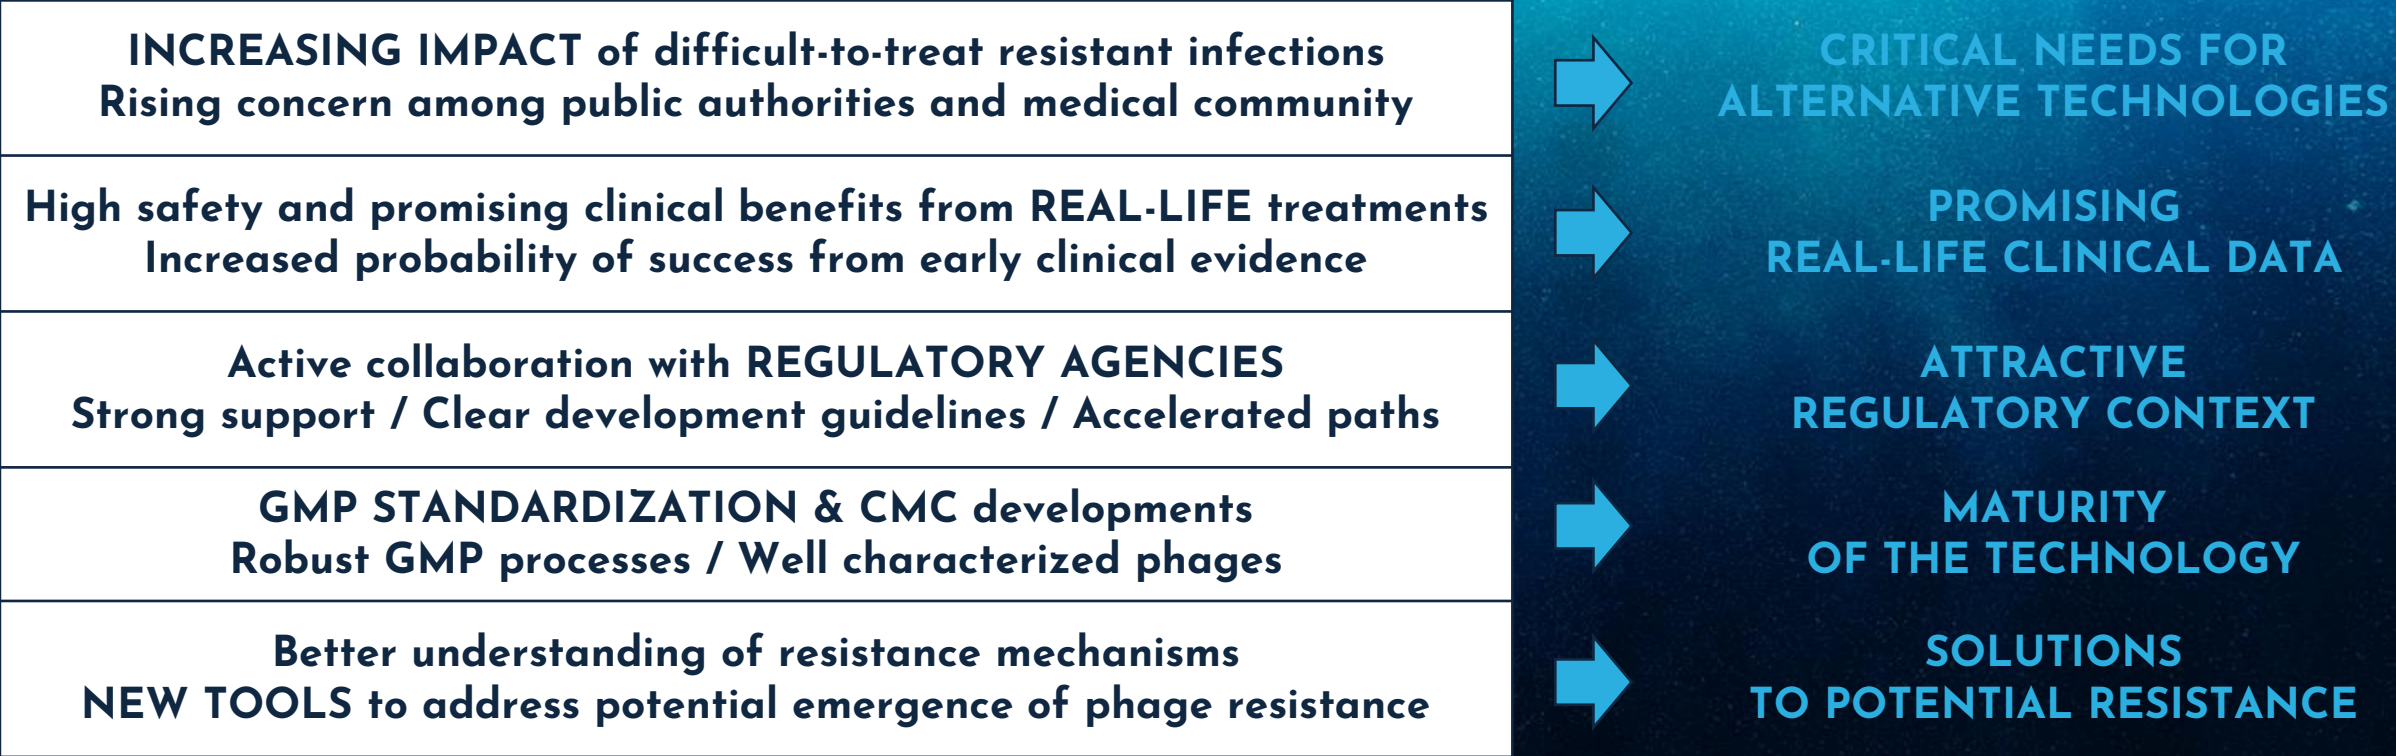 INCREASING IMPACT of difficult-to-treat resistant infections
Rising concern among public authorities and medical community
CRITICAL NEEDS FOR
ALTERNATIVE TECHNOLOGIES
High safety and promising clinical benefits from REAL-LIFE treatments
Increased probability of success from early clinical evidence
PROMISING
REAL-LIFE CLINICAL DATA
Active collaboration with REGULATORY AGENCIES
Strong support / Clear development guidelines / Accelerated paths
ATTRACTIVE
REGULATORY CONTEXT
GMP STANDARDIZATION & CMC developments
Robust GMP processes / Well characterized phages
MATURITY
OF THE TECHNOLOGY
Better understanding of resistance mechanisms
NEW TOOLS to address potential emergence of phage resistance
SOLUTIONS
TO POTENTIAL RESISTANCE